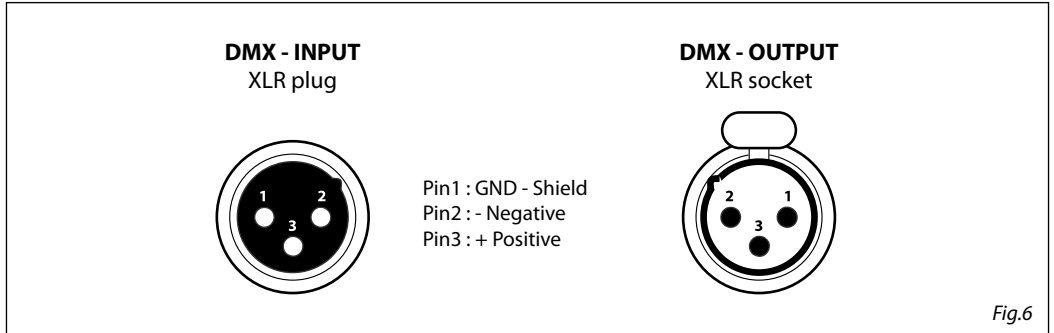 DMX - INPUT
XLR plug
1 2
3
Pin1 : GND - Shield
Pin2 : - Negative
Pin3 : + Positive
DMX - OUTPUT
XLR socket
2 1
3
Fig.6